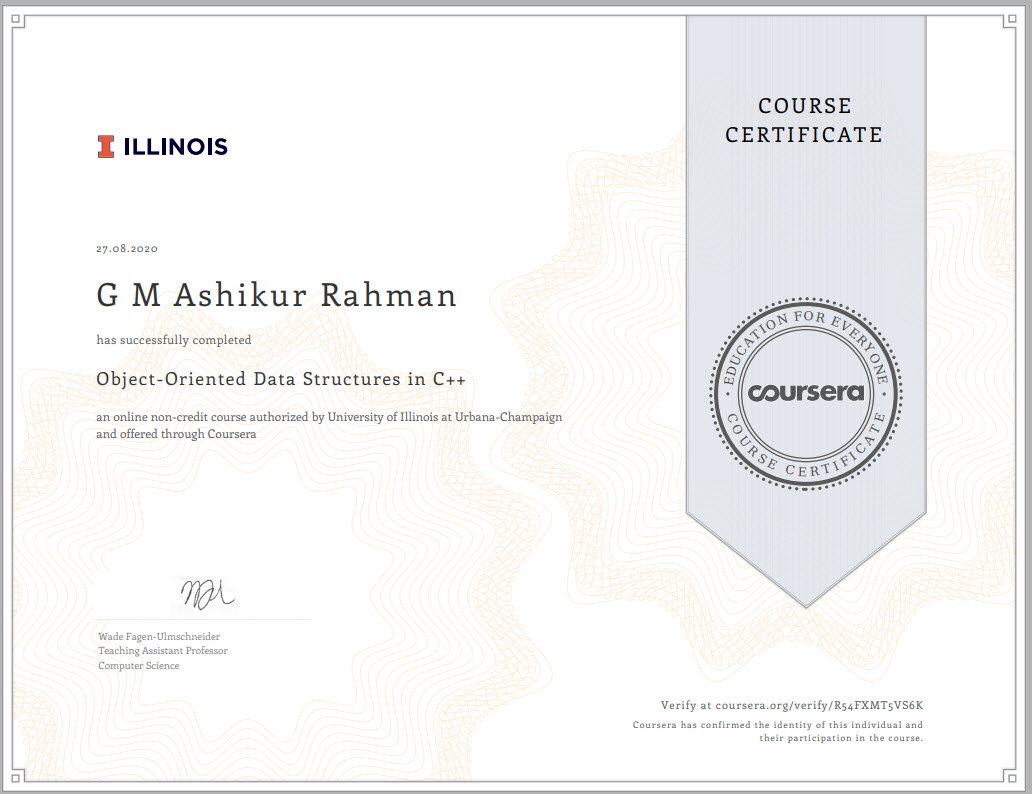 COURSE
CERTIFICATE
ILLINOIS
27.08.2020
G M Ashikur Rahman
has successfully completed
Object-Oriented Data Structures in C++
an online non-credit course authorized by University of Illinois at Urbana-Champaign
and offered through Coursera
EDUCATION FOR EVERYONE
coursera
COURSE CERTIFICATE
Wade Fagen-Ulmschneider
Teaching Assistant Professor
Computer Science
Verify at coursera.org/verify/R54FXMT5VS6K
Coursera has confirmed the identity of this individual and
their participation in the course.